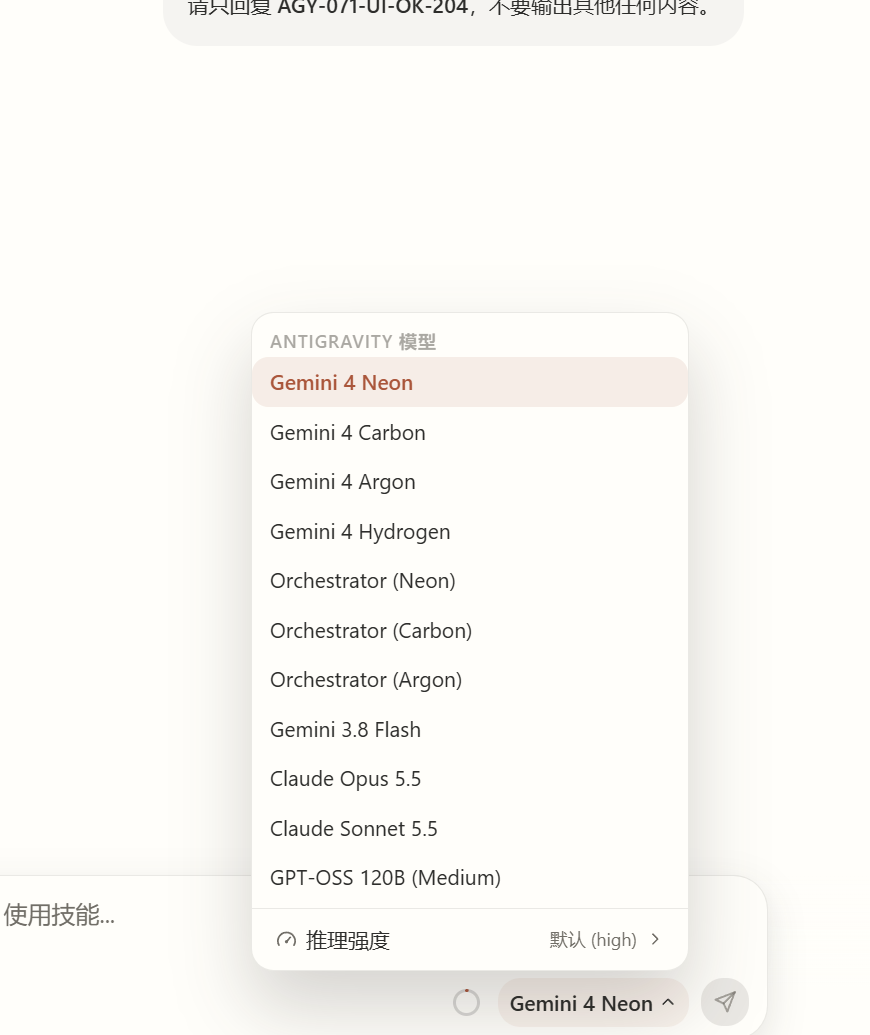 请只回复 AGY-071-UI-OK-204，不要输出其他任何内容。
ANTIGRAVITY 模型
Gemini 4 Neon
Gemini 4 Carbon
Gemini 4 Argon
Gemini 4 Hydrogen
Orchestrator (Neon)
Orchestrator (Carbon)
Orchestrator (Argon)
Gemini 3.8 Flash
Claude Opus 5.5
Claude Sonnet 5.5
GPT-OSS 120B (Medium)
使用技能...
推理强度 默认 (high)
Gemini 4 Neon